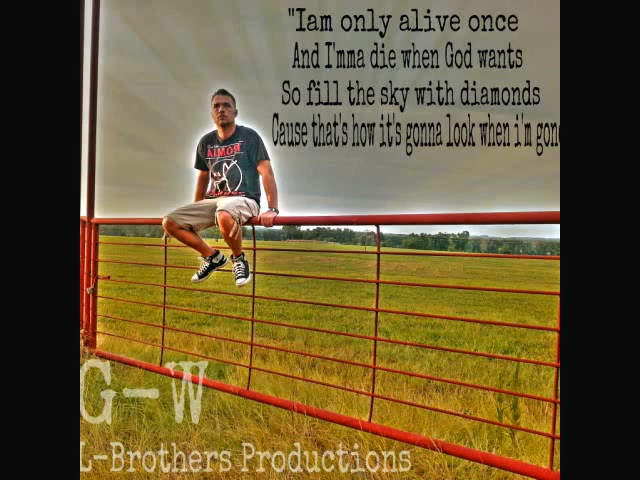 "Iam only alive once
And I'mma die when God wants
So fill the sky with diamonds
Cause that's how it's gonna look when i'm gon
G-W
L-Brothers Productions